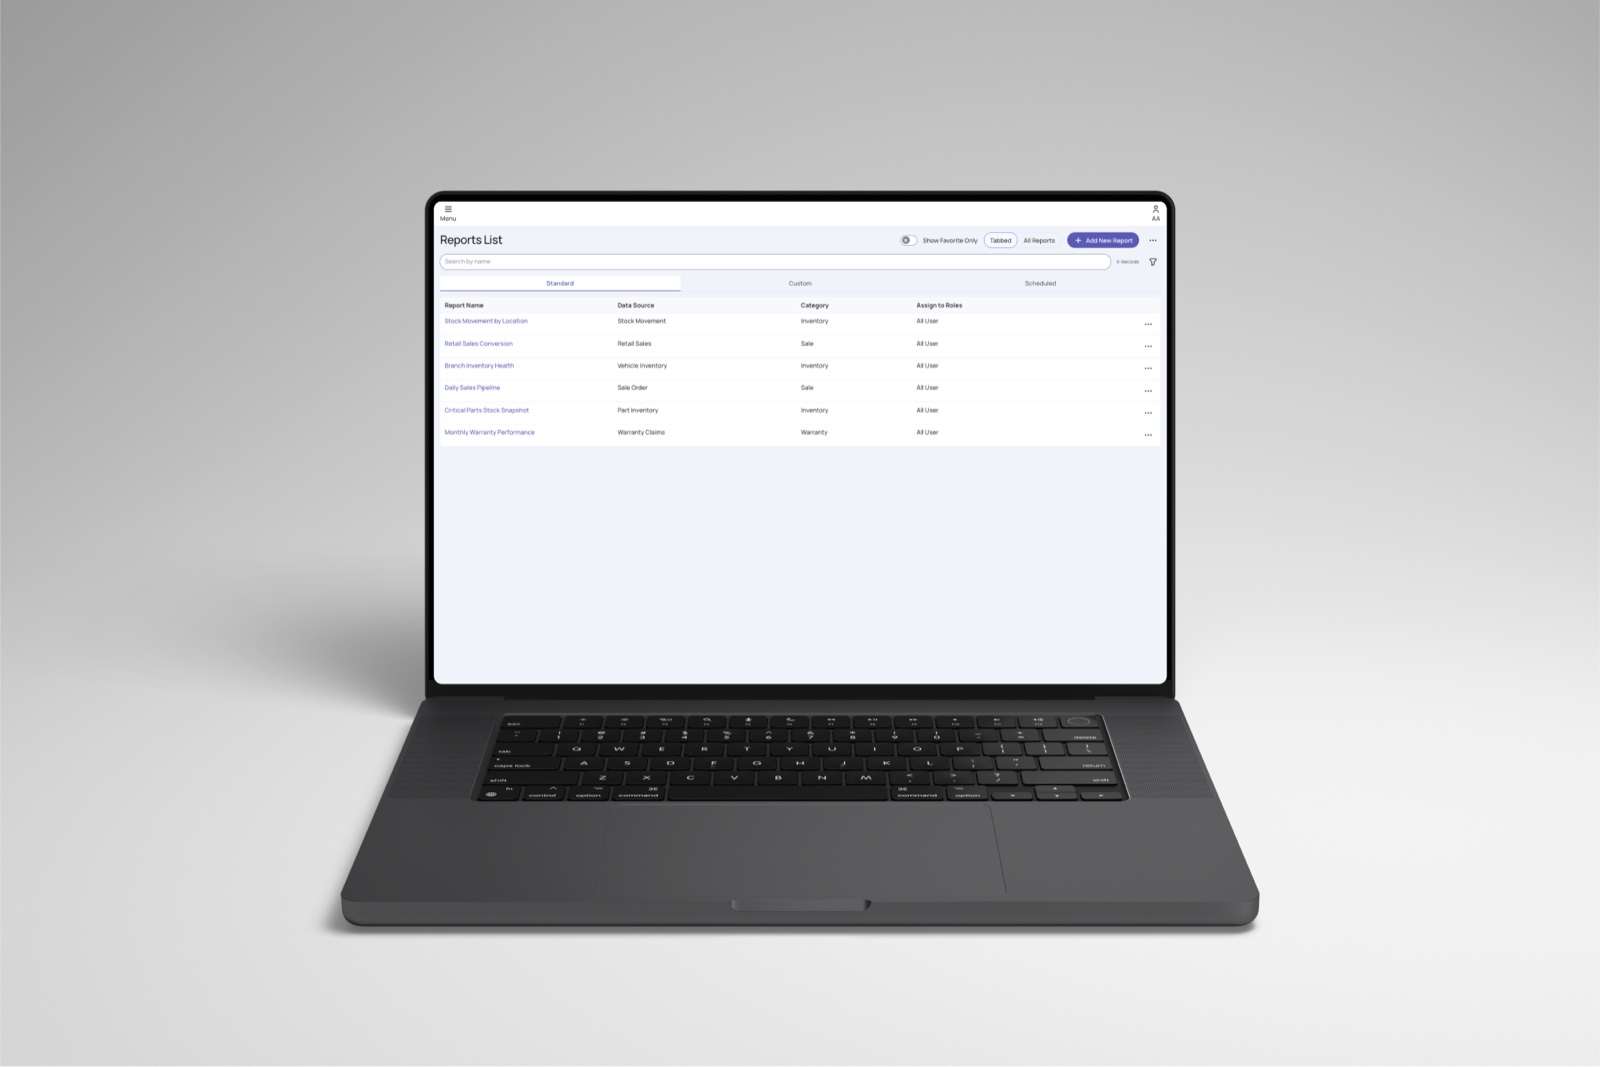 Menu
AA
Reports List
Show Favorite Only
Tabbed
All Reports
+ Add New Report
Search by name
Records
Standard
Custom
Scheduled
Report Name Data Source Category Assign to Roles
Stock Movement by Location Stock Movement Inventory All User
Retail Sales Conversion Retail Sales Sale All User
Branch Inventory Health Vehicle Inventory Inventory All User
Daily Sales Pipeline Sale Order Sale All User
Critical Parts Stock Snapshot Part Inventory Inventory All User
Monthly Warranty Performance Warranty Claims Warranty All User
esc
delete
tab Q W E R T Y U I O P
caps lock A S D F G H J K L return
shift Z X C V B N M shift
fn control option command command option